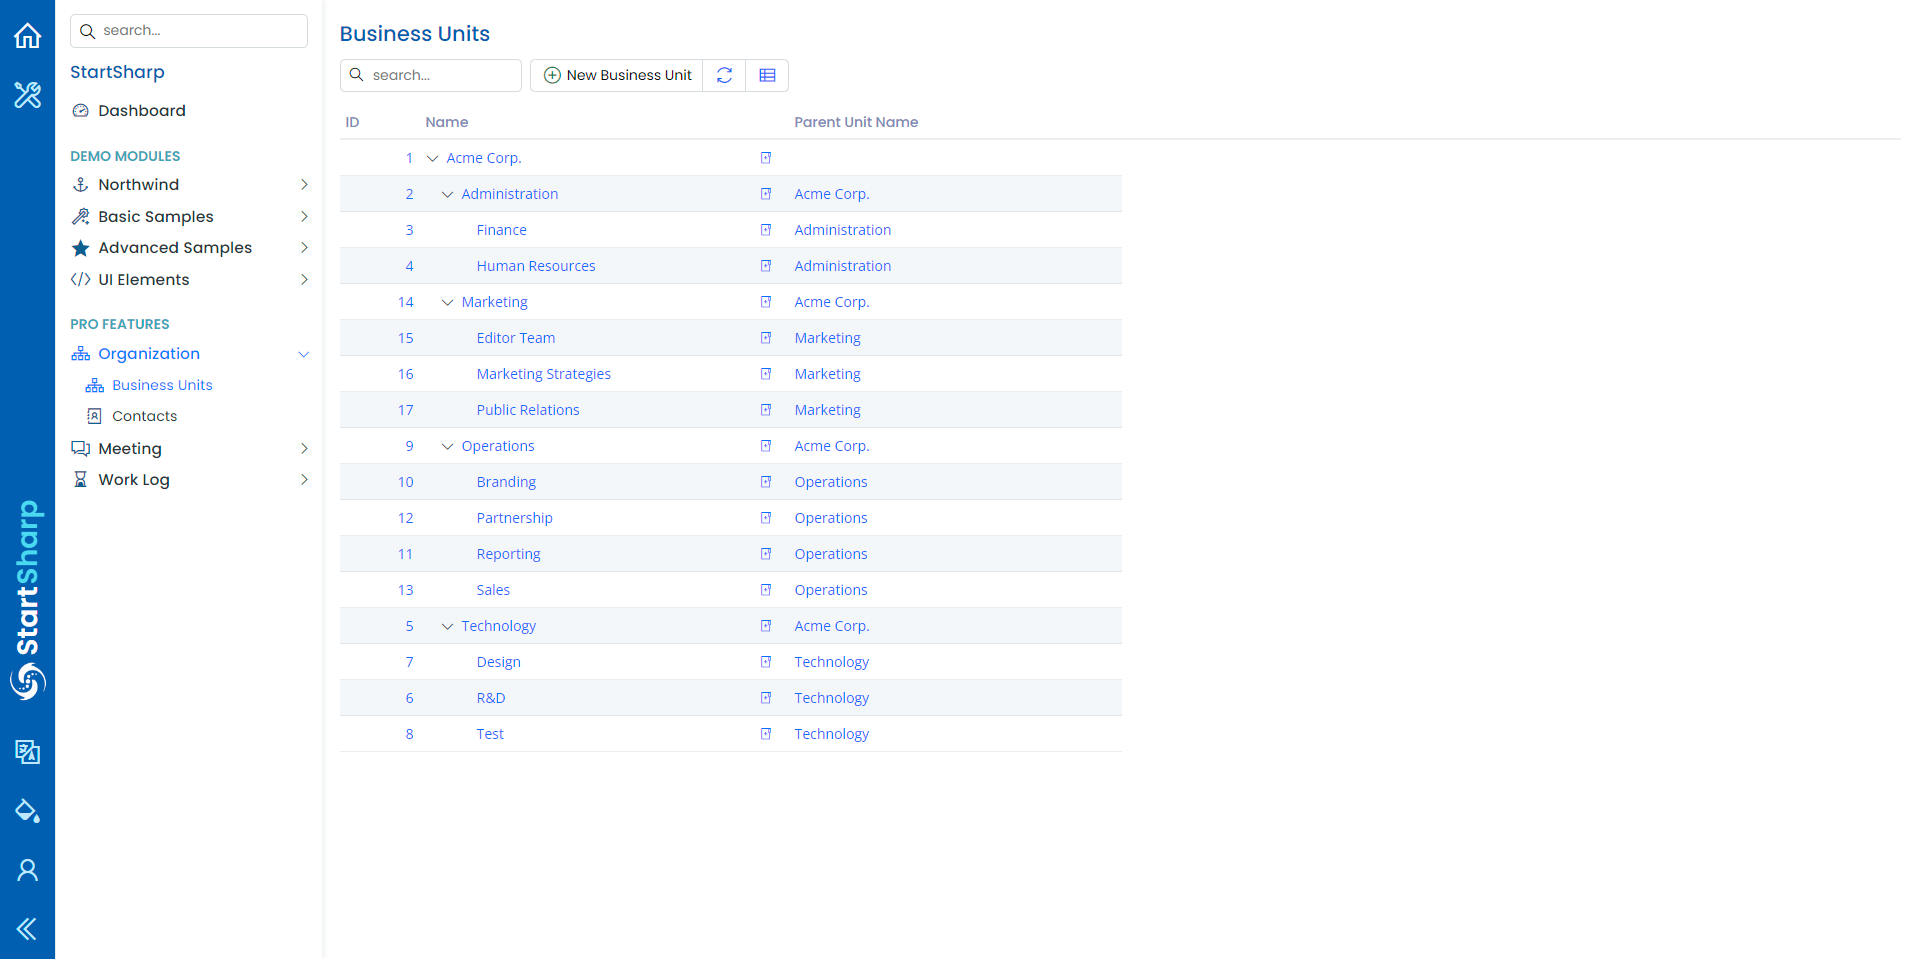 search...
StartSharp
Dashboard
DEMO MODULES
Northwind
Basic Samples
Advanced Samples
UI Elements
PRO FEATURES
Organization
Business Units
Contacts
Meeting
Work Log
StartSharp
Business Units
search...
New Business Unit
ID Name Parent Unit Name
1 Acme Corp.
2 Administration Acme Corp.
3 Finance Administration
4 Human Resources Administration
14 Marketing Acme Corp.
15 Editor Team Marketing
16 Marketing Strategies Marketing
17 Public Relations Marketing
9 Operations Acme Corp.
10 Branding Operations
12 Partnership Operations
11 Reporting Operations
13 Sales Operations
5 Technology Acme Corp.
7 Design Technology
6 R&D Technology
8 Test Technology